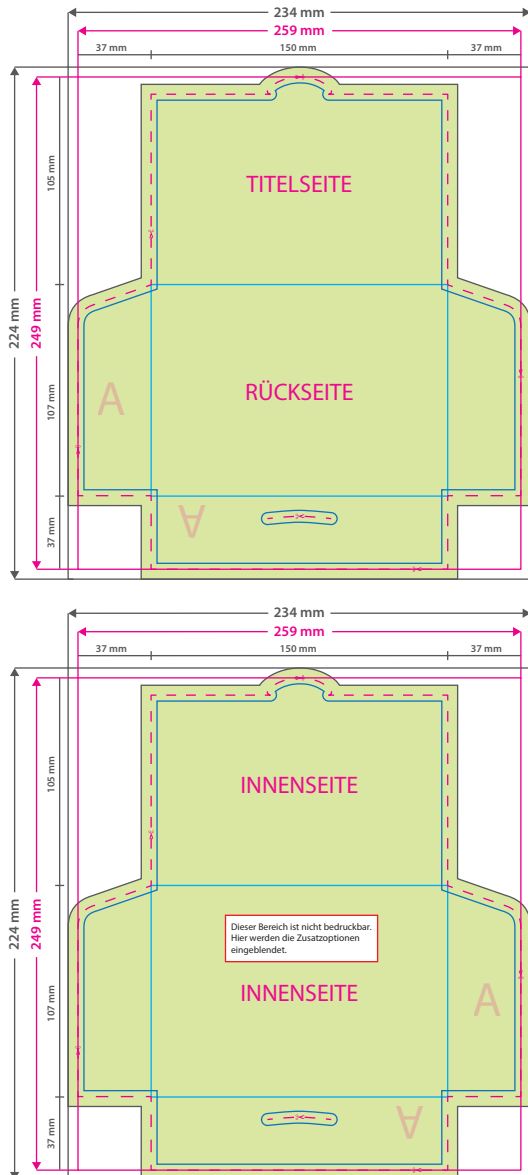 234 mm
259 mm
37 mm 150 mm 37 mm
224 mm
249 mm
105 mm
107 mm
37 mm
TITELSEITE
RÜCKSEITE
A
A
234 mm
259 mm
37 mm 150 mm 37 mm
224 mm
249 mm
105 mm
107 mm
37 mm
INNENSEITE
Dieser Bereich ist nicht bedruckbar.
Hier werden die Zusatzoptionen
eingeblendet.
INNENSEITE
A
A